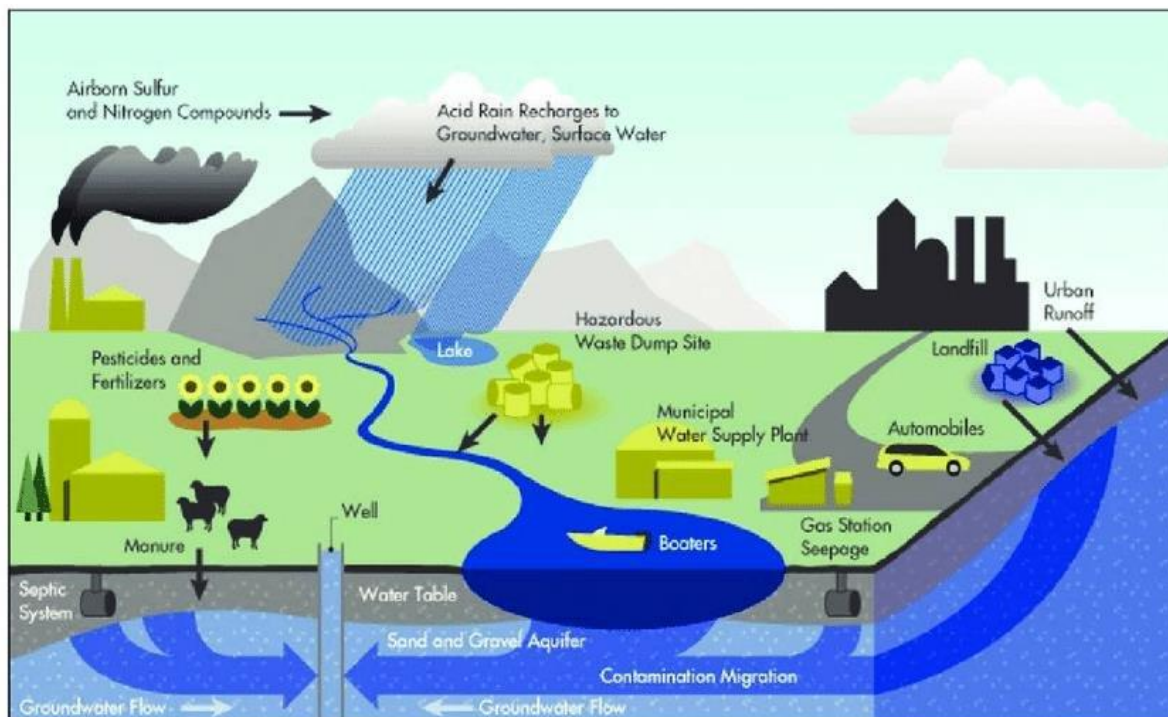 Airborn Sulfur
and Nitrogen Compounds
Acid Rain Recharges to
Groundwater, Surface Water
Urban
Runoff
Hazardous
Waste Dump Site
Lake
Landfill
Pesticides and
Fertilizers
Municipal
Water Supply Plant
Automobiles
Well
Boaters
Gas Station
Seepage
Manure
Septic
System
Water Table
Sand and Gravel Aquifer
Contamination Migration
Groundwater Flow
Groundwater Flow